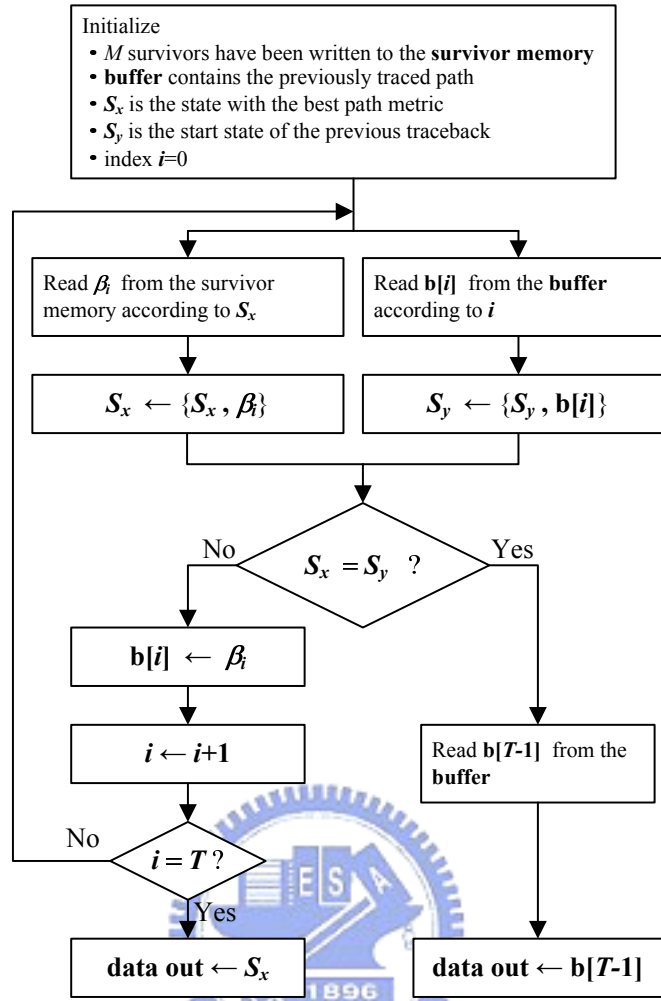 Initialize
• M survivors have been written to the survivor memory
• buffer contains the previously traced path
• Sx is the state with the best path metric
• Sy is the start state of the previous traceback
• index i=0
Read βi from the survivor
memory according to Sx
Read b[i] from the buffer
according to i
Sx ← {Sx , βi}
Sy ← {Sy , b[i]}
No
Yes
Sx = Sy ?
b[i] ← βi
i ← i+1
Read b[T-1] from the
buffer
No
i = T ?
Yes
data out ← Sx
data out ← b[T-1]
E S A
1896